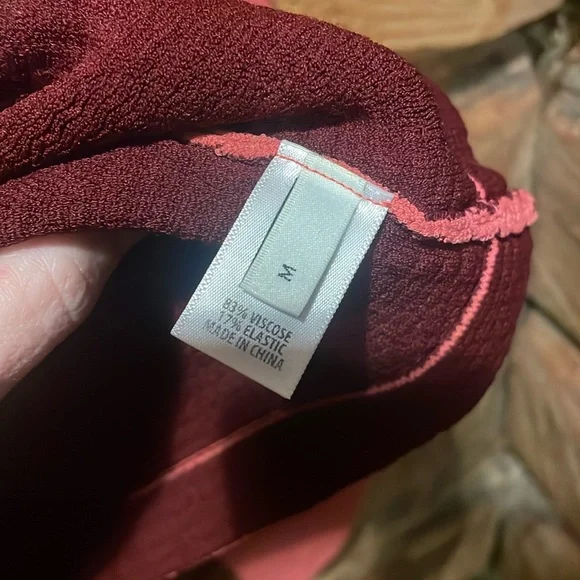 M
83% VISCOSE
17% ELASTIC
MADE IN CHINA